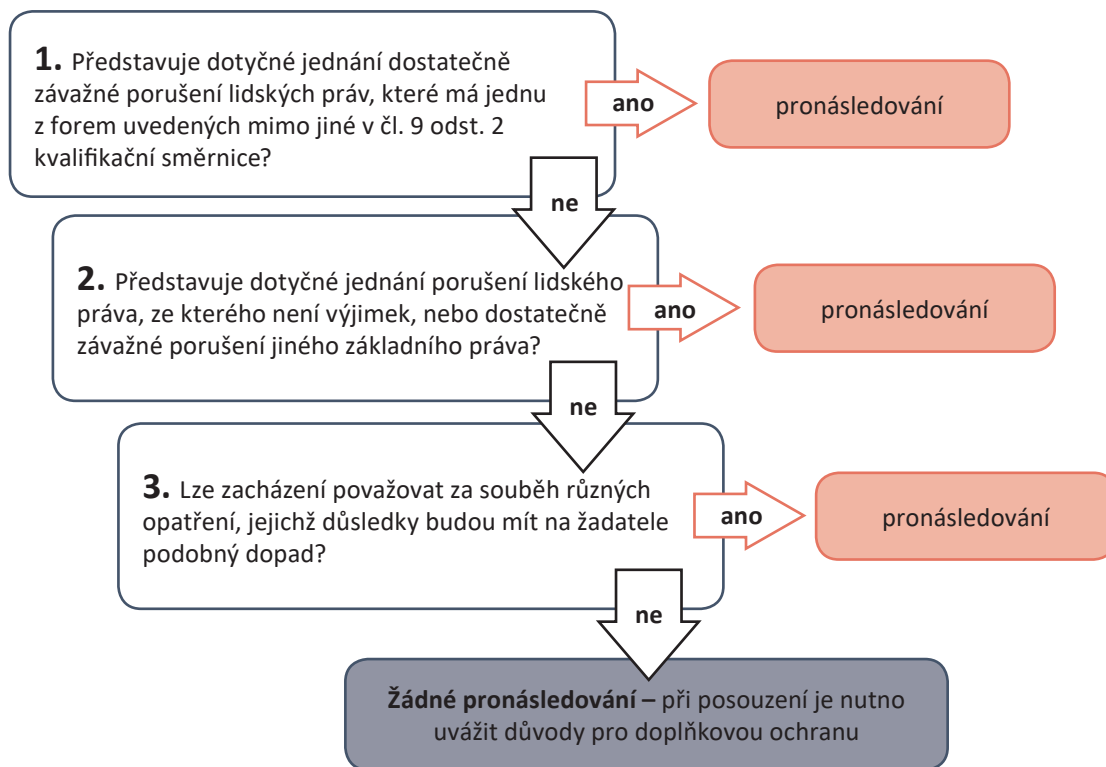 1. Představuje dotyčné jednání dostatečně
závažné porušení lidských práv, které má jednu
z forem uvedených mimo jiné v čl. 9 odst. 2
kvalifikační směrnice?
ano
pronásledování
ne
2. Představuje dotyčné jednání porušení lidského
práva, ze kterého není výjimek, nebo dostatečně
závažné porušení jiného základního práva?
ano
pronásledování
ne
3. Lze zacházení považovat za souběh různých
opatření, jejichž důsledky budou mít na žadatele
podobný dopad?
ano
pronásledování
ne
Žádné pronásledování – při posouzení je nutno
uvážit důvody pro doplňkovou ochranu